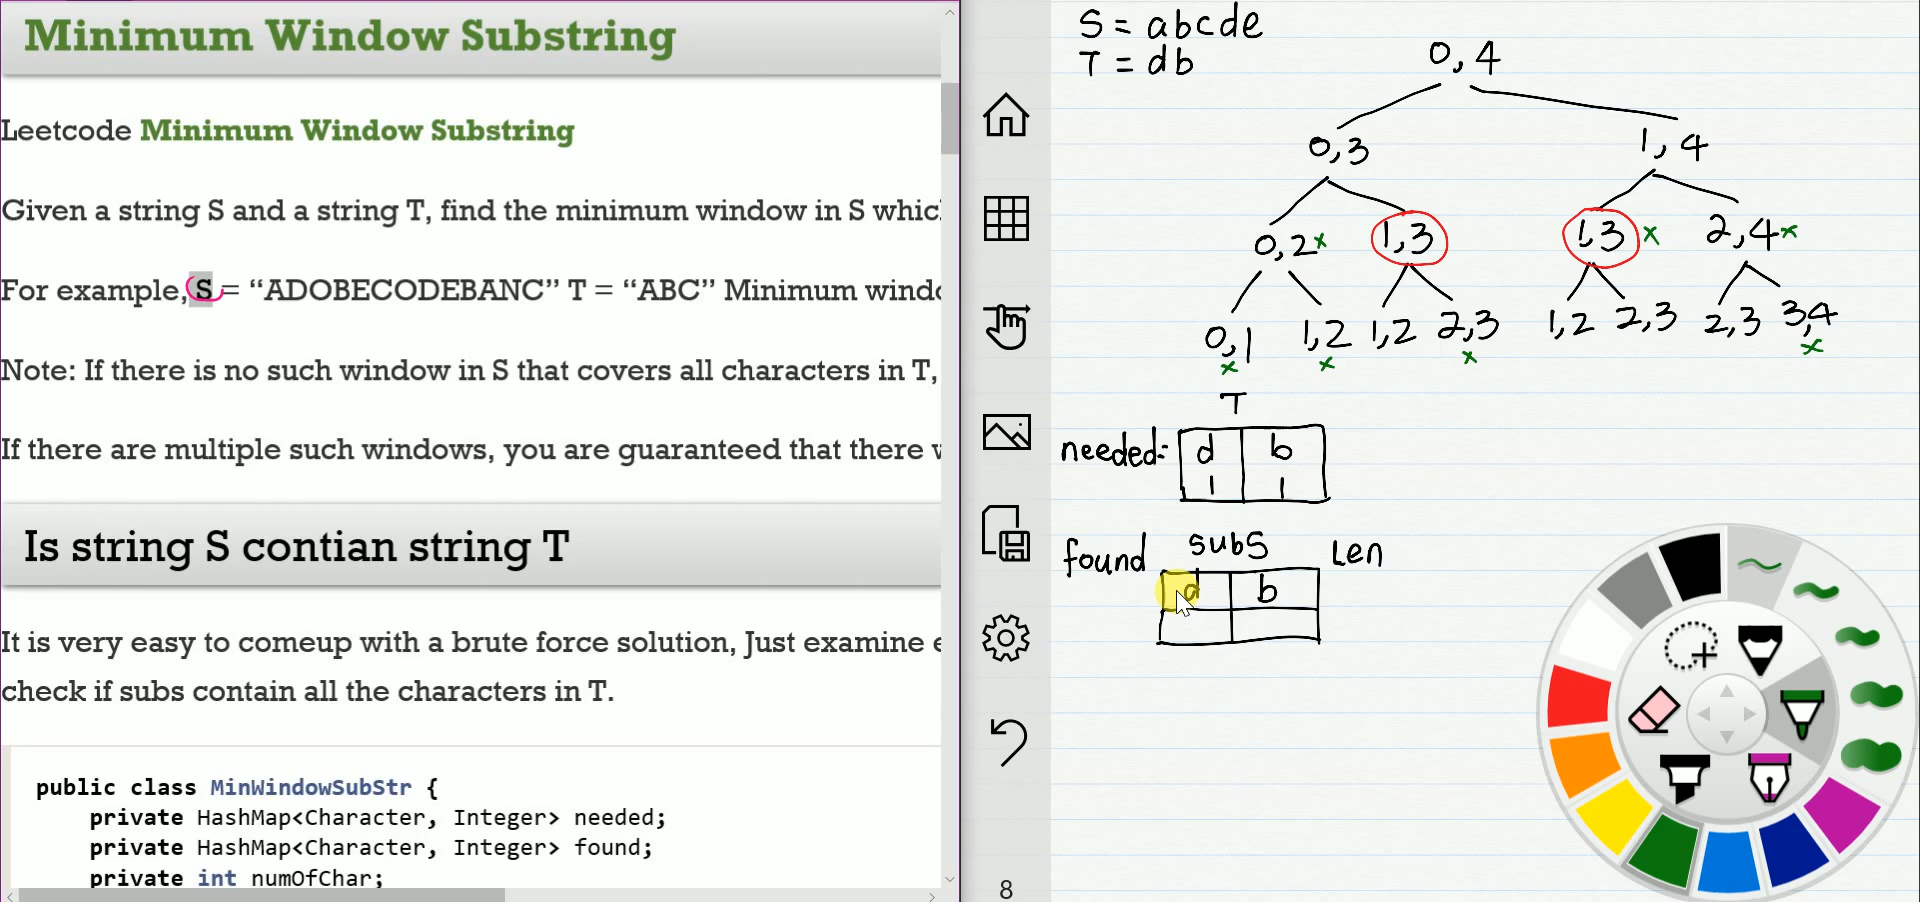 Minimum Window Substring
Leetcode Minimum Window Substring
Given a string S and a string T, find the minimum window in S whic
For example, S = “ADOBECODEBANC” T = “ABC” Minimum windo
Note: If there is no such window in S that covers all characters in T,
If there are multiple such windows, you are guaranteed that there w
Is string S contian string T
It is very easy to comeup with a brute force solution, Just examine e
check if subs contain all the characters in T.
public class MinWindowSubStr {
private HashMap<Character, Integer> needed;
private HashMap<Character, Integer> found;
private int numOfChar;
8
S = abcde
T = db
0,4
0,3 1,4
0,2x 1,3 1,3 x 2,4x
0,1 1,2 1,2 2,3 1,2 2,3 2,3 3,4
x x x x
T
needed: d b
1 1
found subS Len
d b